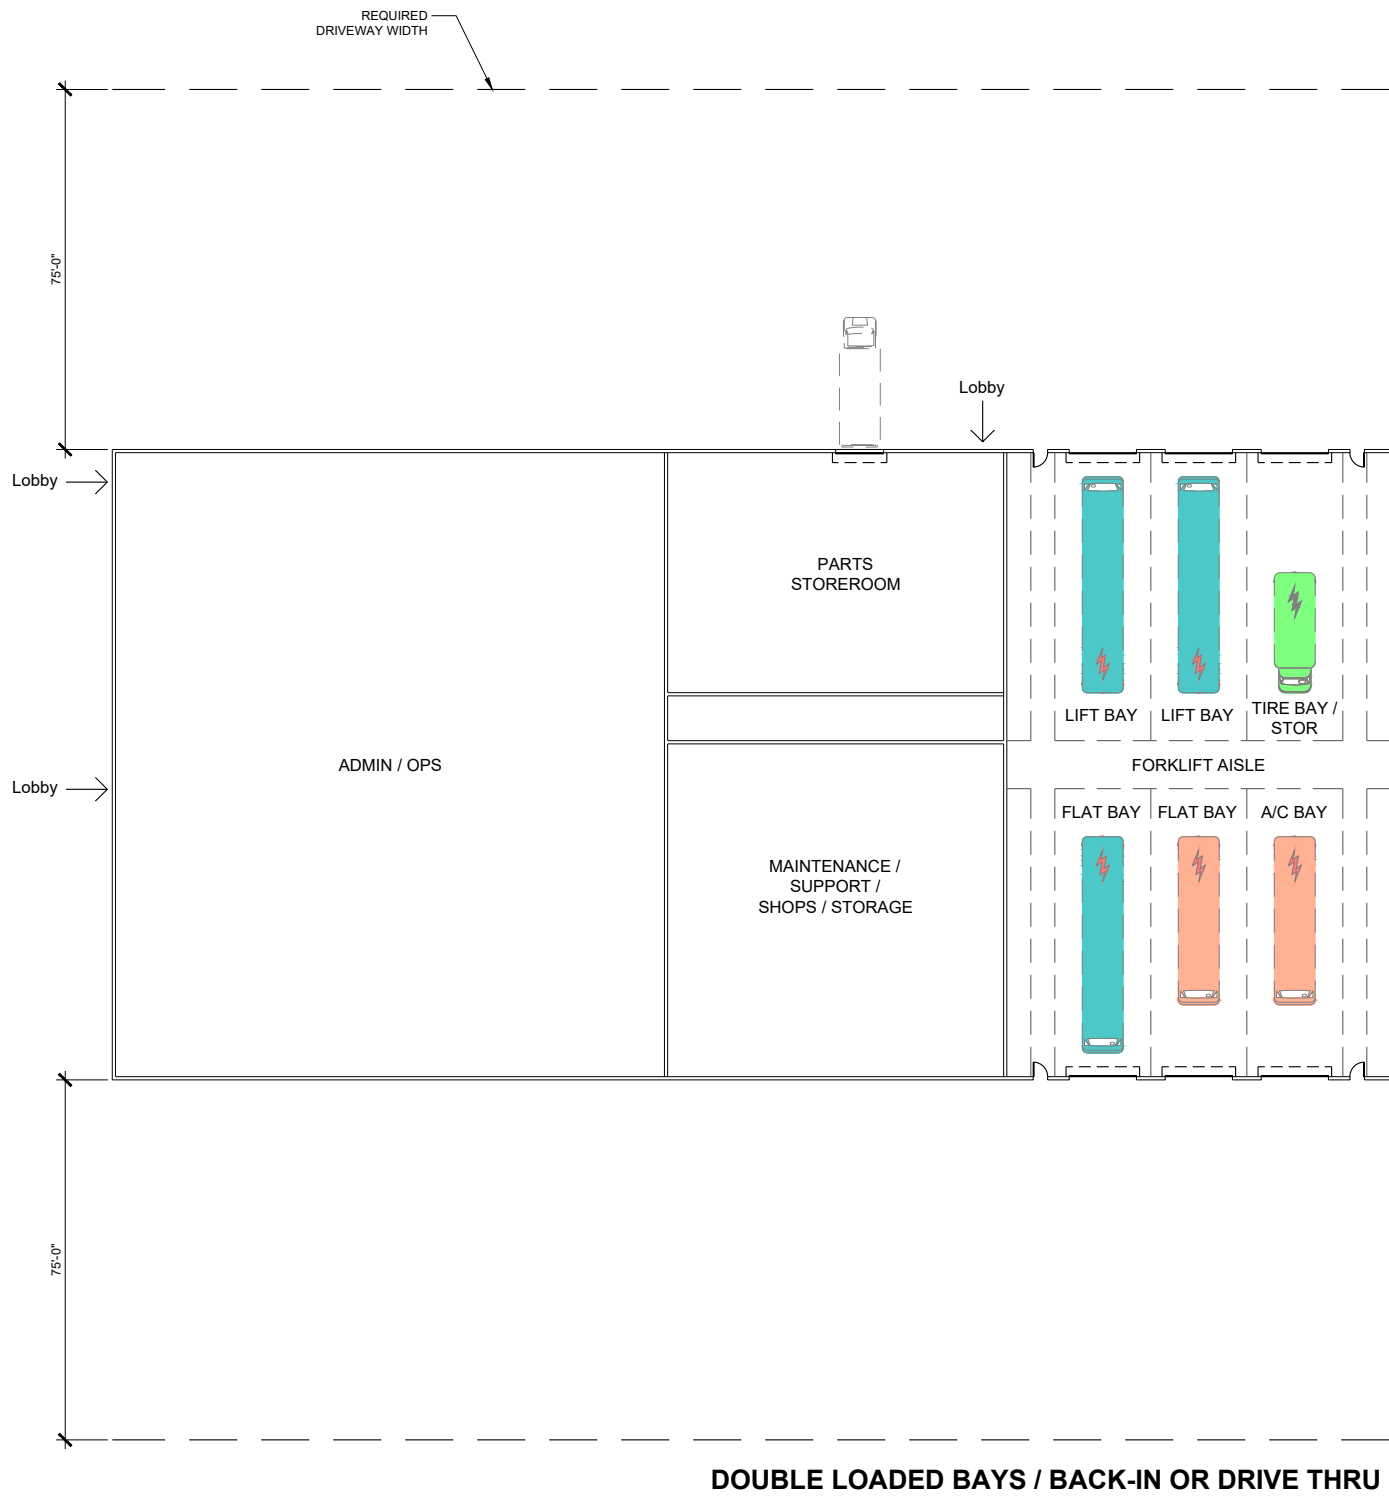 REQUIRED
DRIVEWAY WIDTH
75'-0"
Lobby
Lobby
PARTS
STOREROOM
LIFT BAY
LIFT BAY
TIRE BAY /
STOR
ADMIN / OPS
FORKLIFT AISLE
Lobby
FLAT BAY
FLAT BAY
A/C BAY
MAINTENANCE /
SUPPORT /
SHOPS / STORAGE
75'-0"
DOUBLE LOADED BAYS / BACK-IN OR DRIVE THRU